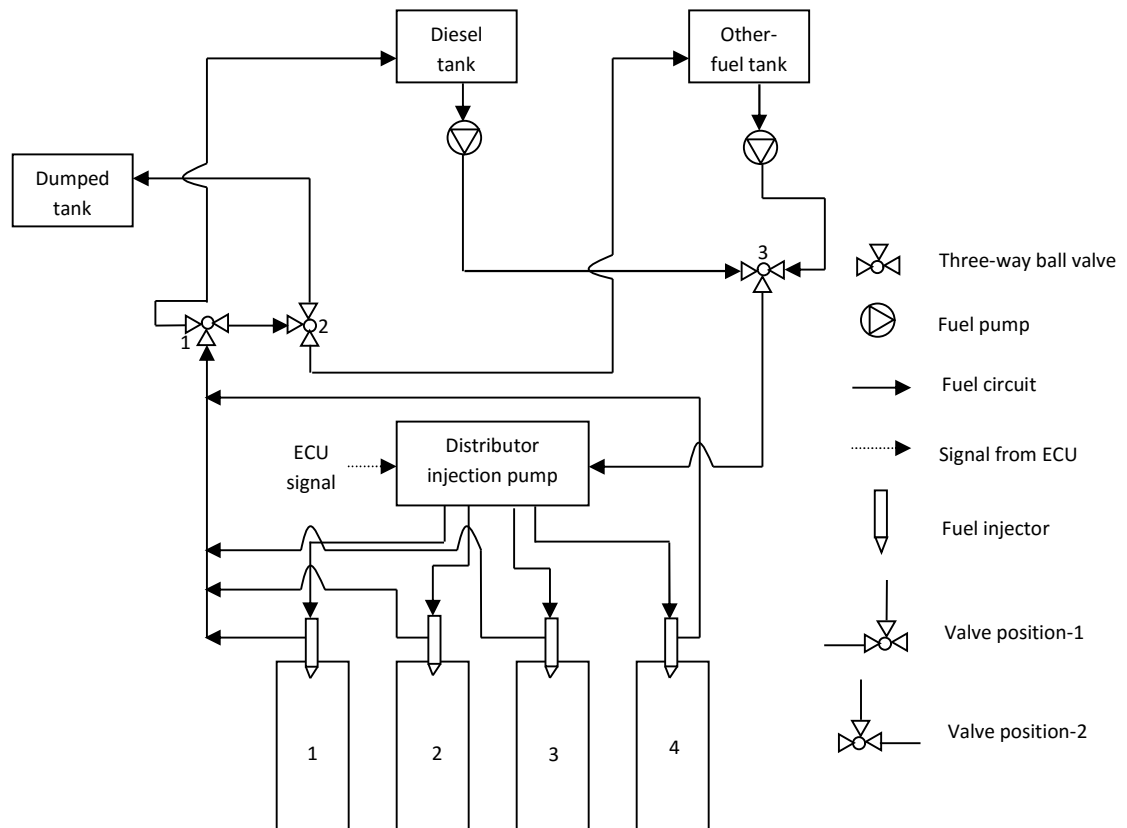 Diesel
tank
Other-
fuel tank
Dumped
tank
3
Three-way ball valve
1
2
Fuel pump
Fuel circuit
ECU
signal
Distributor
injection pump
Signal from ECU
Fuel injector
Valve position-1
Valve position-2
1
2
3
4